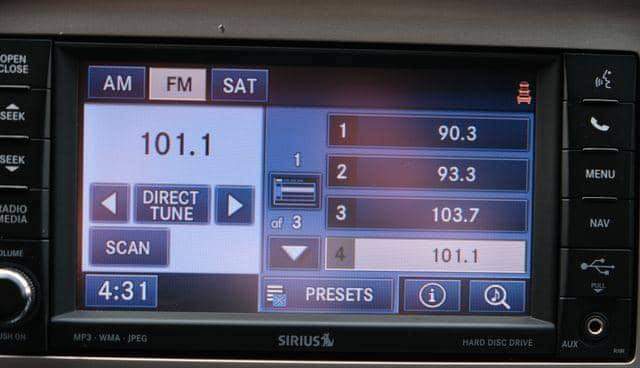 OPEN
CLOSE
SEEK
SEEK
RADIO
MEDIA
VOLUME
PUSH ON
AM
FM
SAT
101.1
DIRECT
TUNE
SCAN
4:31
1
of 3
1 90.3
2 93.3
3 103.7
4 101.1
PRESETS
i
MENU
NAV
PULL
AUX
MP3 · WMA · JPEG
SIRIUS
HARD DISC DRIVE